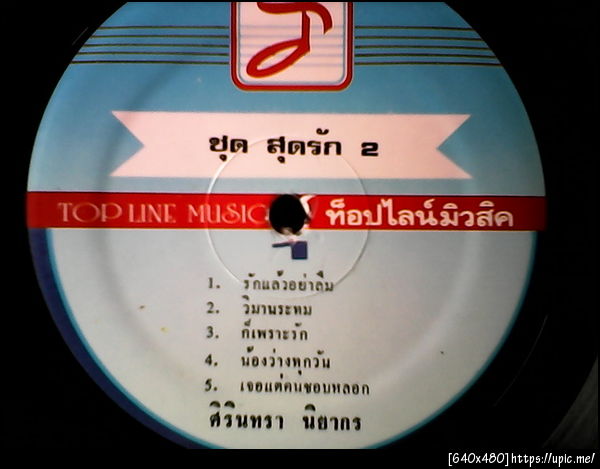 ชุด สุดรัก 2
TOP LINE MUSIC ท็อปไลน์มิวสิค
1. รักแล้วอย่าลืม
2. วิมานระทม
3. ก็เพราะรัก
4. น้องว่างทุกวัน
5. เจอแต่คนชอบหลอก
ศิรินทรา นิยากร
[640x480]https://upic.me/